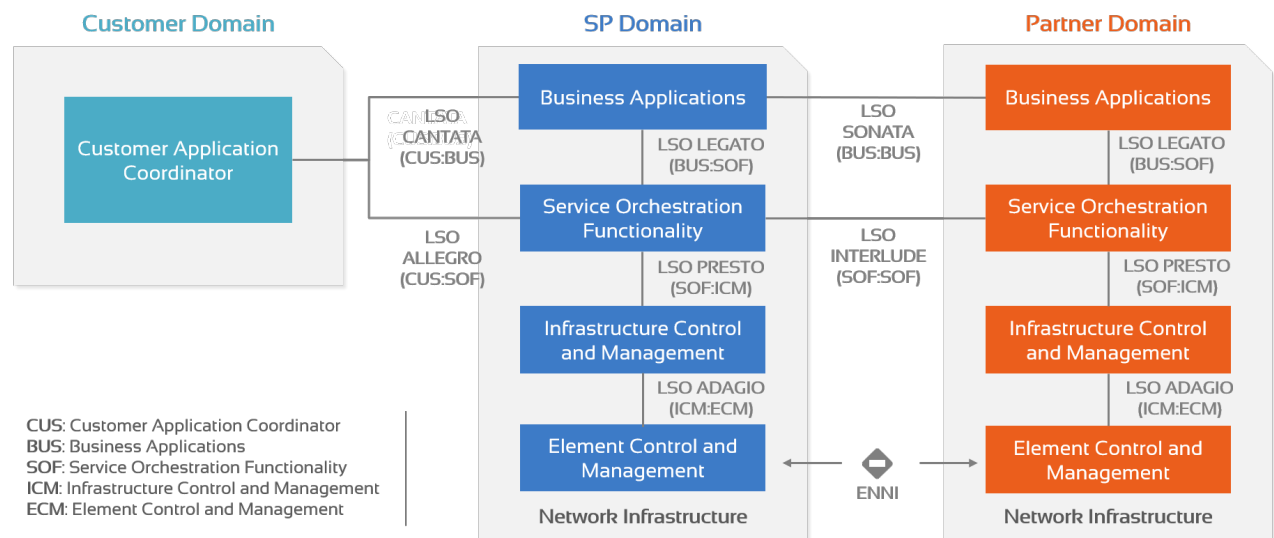 Customer Domain
SP Domain
Partner Domain
Customer Application
Coordinator
CANTATA
LSO
CANTATA
(CUS:BUS)
LSO
ALLEGRO
(CUS:SOF)
Business Applications
LSO LEGATO
(BUS:SOF)
Service Orchestration
Functionality
LSO PRESTO
(SOF:ICM)
Infrastructure Control
and Management
LSO ADAGIO
(ICM:ECM)
Element Control and
Management
Network Infrastructure
LSO
SONATA
(BUS:BUS)
LSO
INTERLUDE
(SOF:SOF)
ENNI
Business Applications
LSO LEGATO
(BUS:SOF)
Service Orchestration
Functionality
LSO PRESTO
(SOF:ICM)
Infrastructure Control
and Management
LSO ADAGIO
(ICM:ECM)
Element Control and
Management
Network Infrastructure
CUS: Customer Application Coordinator
BUS: Business Applications
SOF: Service Orchestration Functionality
ICM: Infrastructure Control and Management
ECM: Element Control and Management